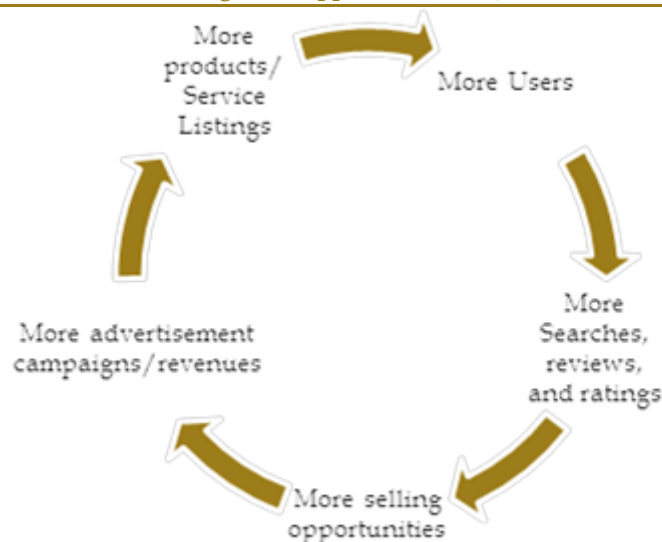 More
products/
Service
Listings
More Users
More
Searches,
reviews,
and ratings
More selling
opportunities
More advertisement
campaigns/revenues